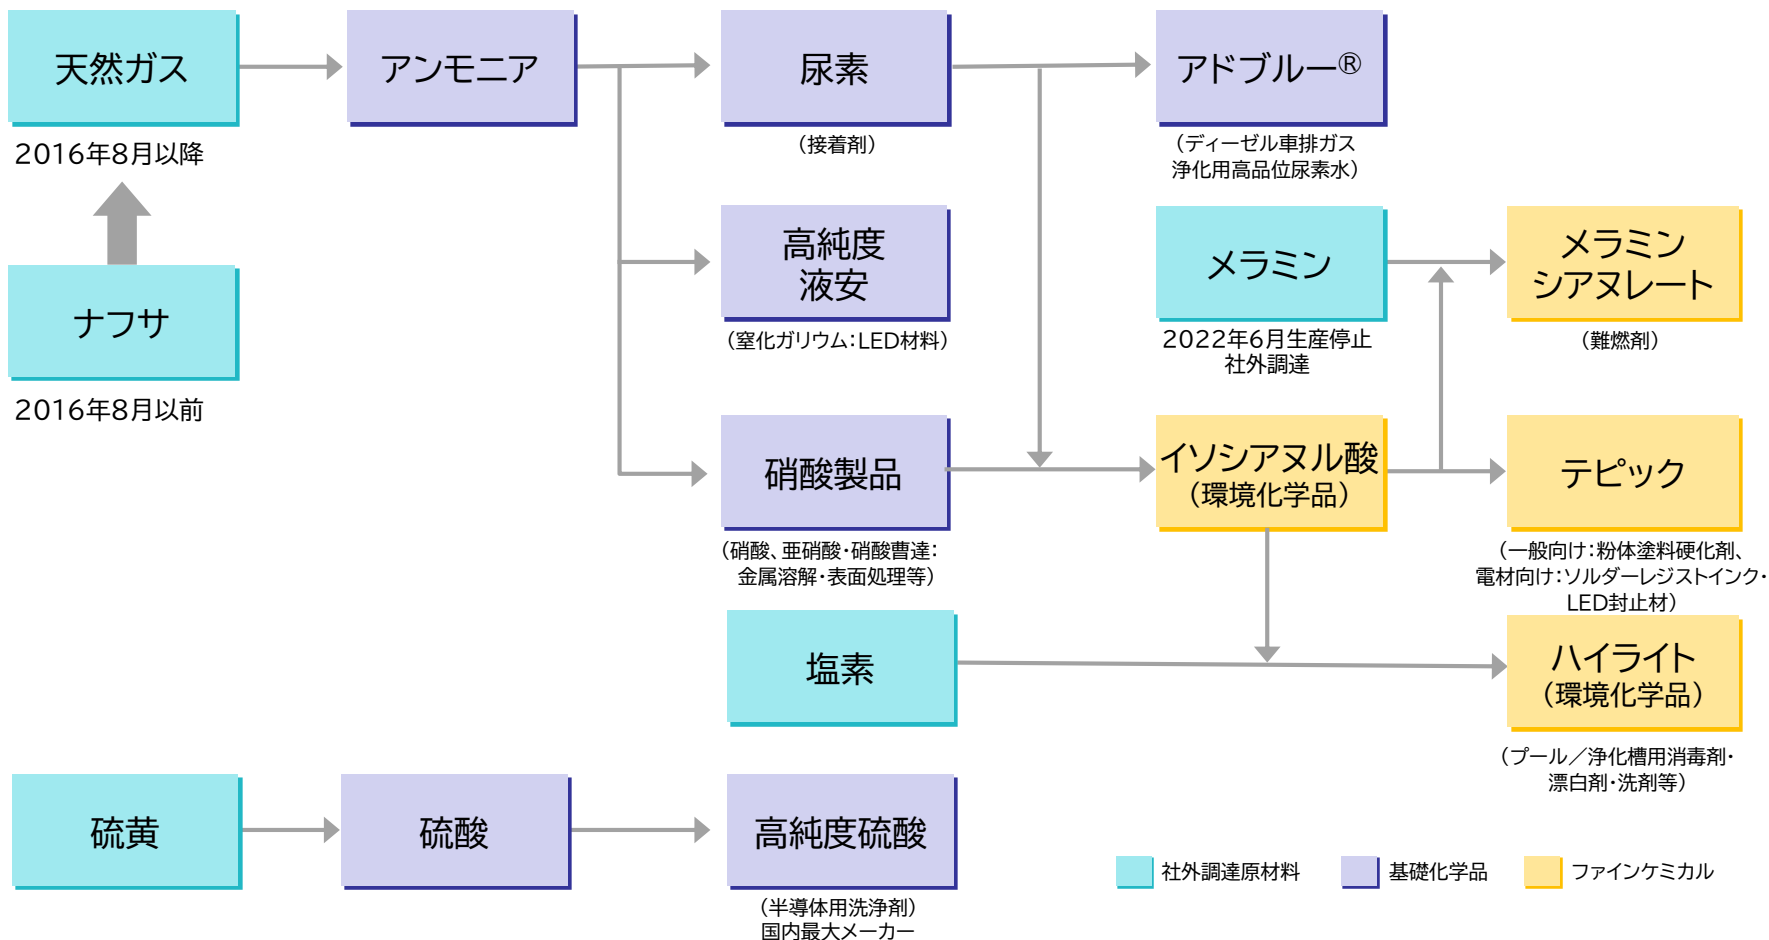 天然ガス
2016年8月以降
ナフサ
2016年8月以前
アンモニア
尿素
（接着剤）
アドブルー®
（ディーゼル車排ガス
浄化用高品位尿素水）
高純度
液安
（窒化ガリウム：LED材料）
メラミン
2022年6月生産停止
社外調達
メラミン
シアヌレート
（難燃剤）
硝酸製品
（硝酸、亜硝酸・硝酸曹達：
金属溶解・表面処理等）
イソシアヌル酸
（環境化学品）
テピック
（一般向け：粉体塗料硬化剤、
電材向け：ソルダーレジストインク・
LED封止材）
塩素
ハイライト
（環境化学品）
（プール／浄化槽用消毒剤・
漂白剤・洗剤等）
硫黄
硫酸
高純度硫酸
（半導体用洗浄剤）
国内最大メーカー
社外調達原材料
基礎化学品
ファインケミカル